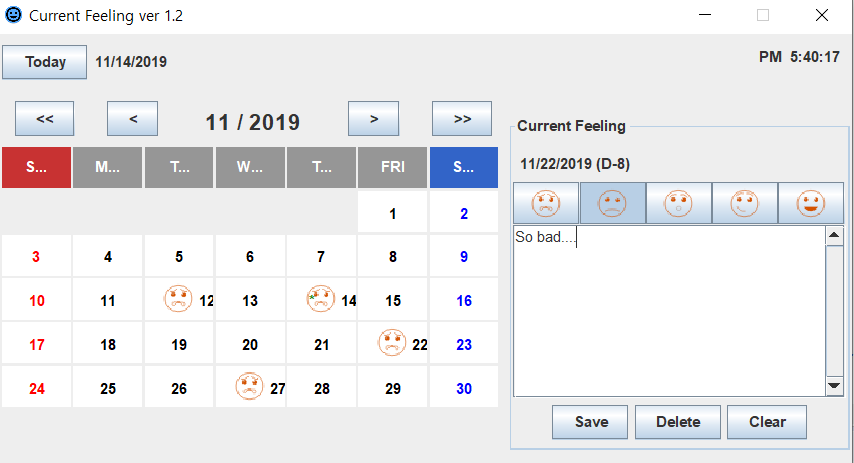 Current Feeling ver 1.2
Today 11/14/2019
PM 5:40:17
<< < 11 / 2019 > >>
S... M... T... W... T... FRI S...
1 2
3 4 5 6 7 8 9
10 11 12 13 * 14 15 16
17 18 19 20 21 22 23
24 25 26 27 28 29 30
Current Feeling
11/22/2019 (D-8)
So bad....
Save Delete Clear